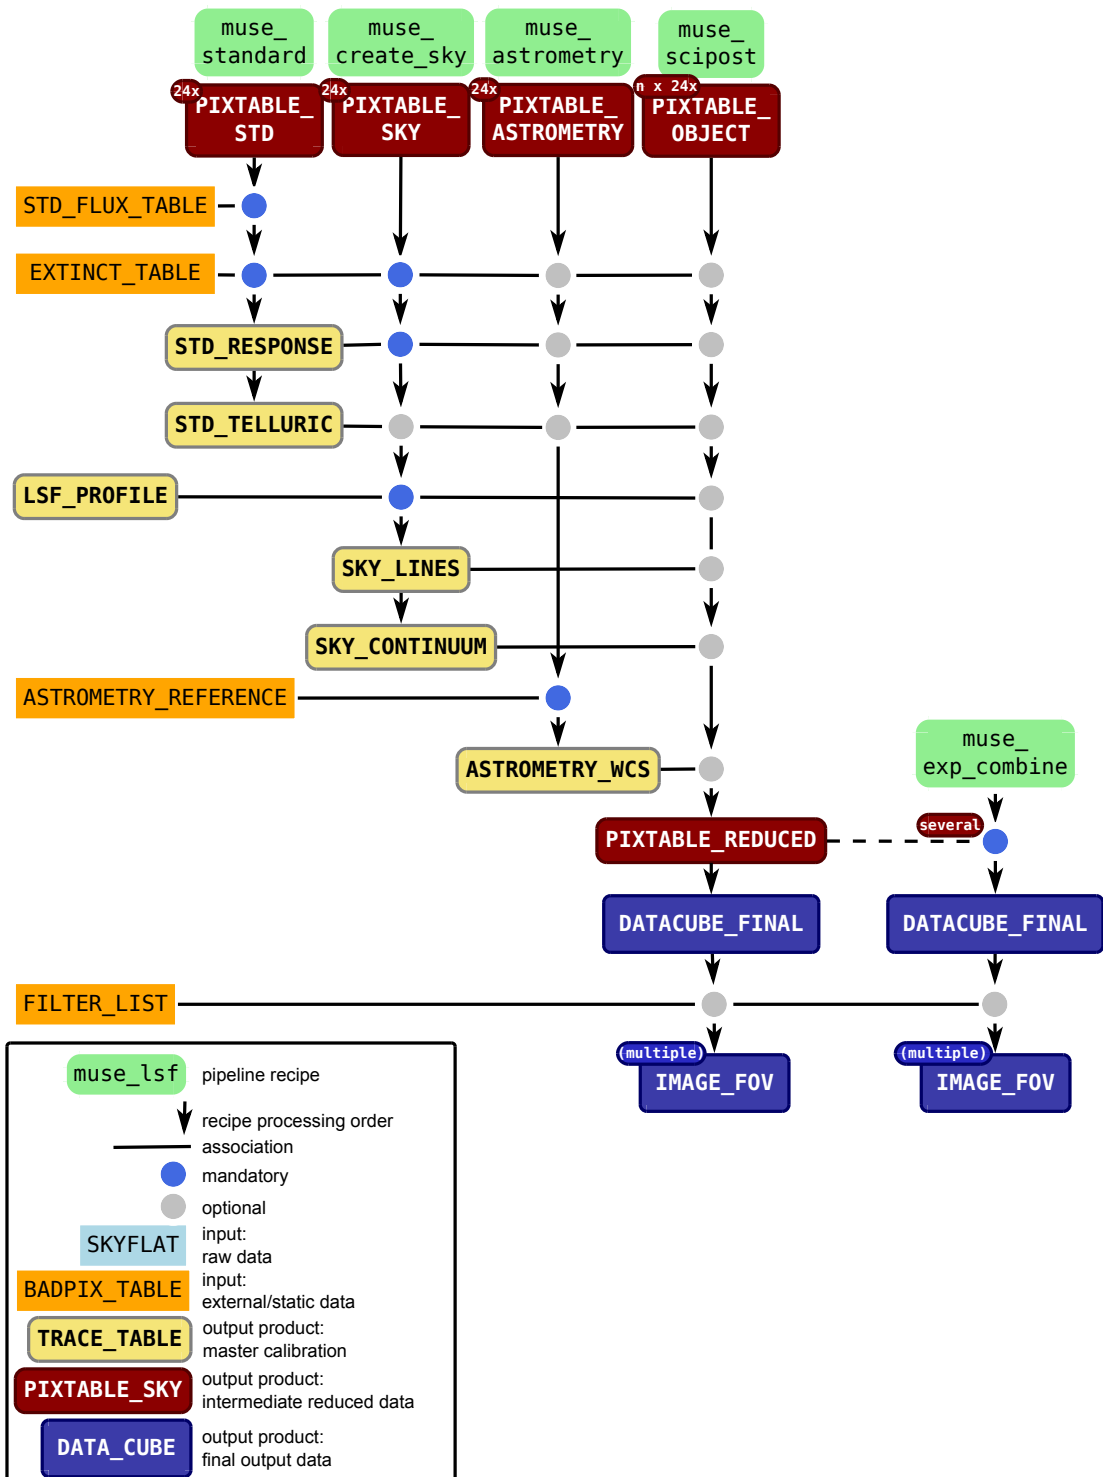 muse_
standard
muse_
create_sky
muse_
astrometry
muse_
scipost
24x
PIXTABLE_
STD
24x
PIXTABLE_
SKY
24x
PIXTABLE_
ASTROMETRY
n x 24x
PIXTABLE_
OBJECT
STD_FLUX_TABLE
EXTINCT_TABLE
STD_RESPONSE
STD_TELLURIC
LSF_PROFILE
SKY_LINES
SKY_CONTINUUM
ASTROMETRY_REFERENCE
ASTROMETRY_WCS
muse_
exp_combine
several
PIXTABLE_REDUCED
DATACUBE_FINAL
DATACUBE_FINAL
FILTER_LIST
(multiple)
IMAGE_FOV
(multiple)
IMAGE_FOV
muse_lsf
pipeline recipe
recipe processing order
association
mandatory
optional
SKYFLAT
input:
raw data
BADPIX_TABLE
input:
external/static data
TRACE_TABLE
output product:
master calibration
PIXTABLE_SKY
output product:
intermediate reduced data
DATA_CUBE
output product:
final output data